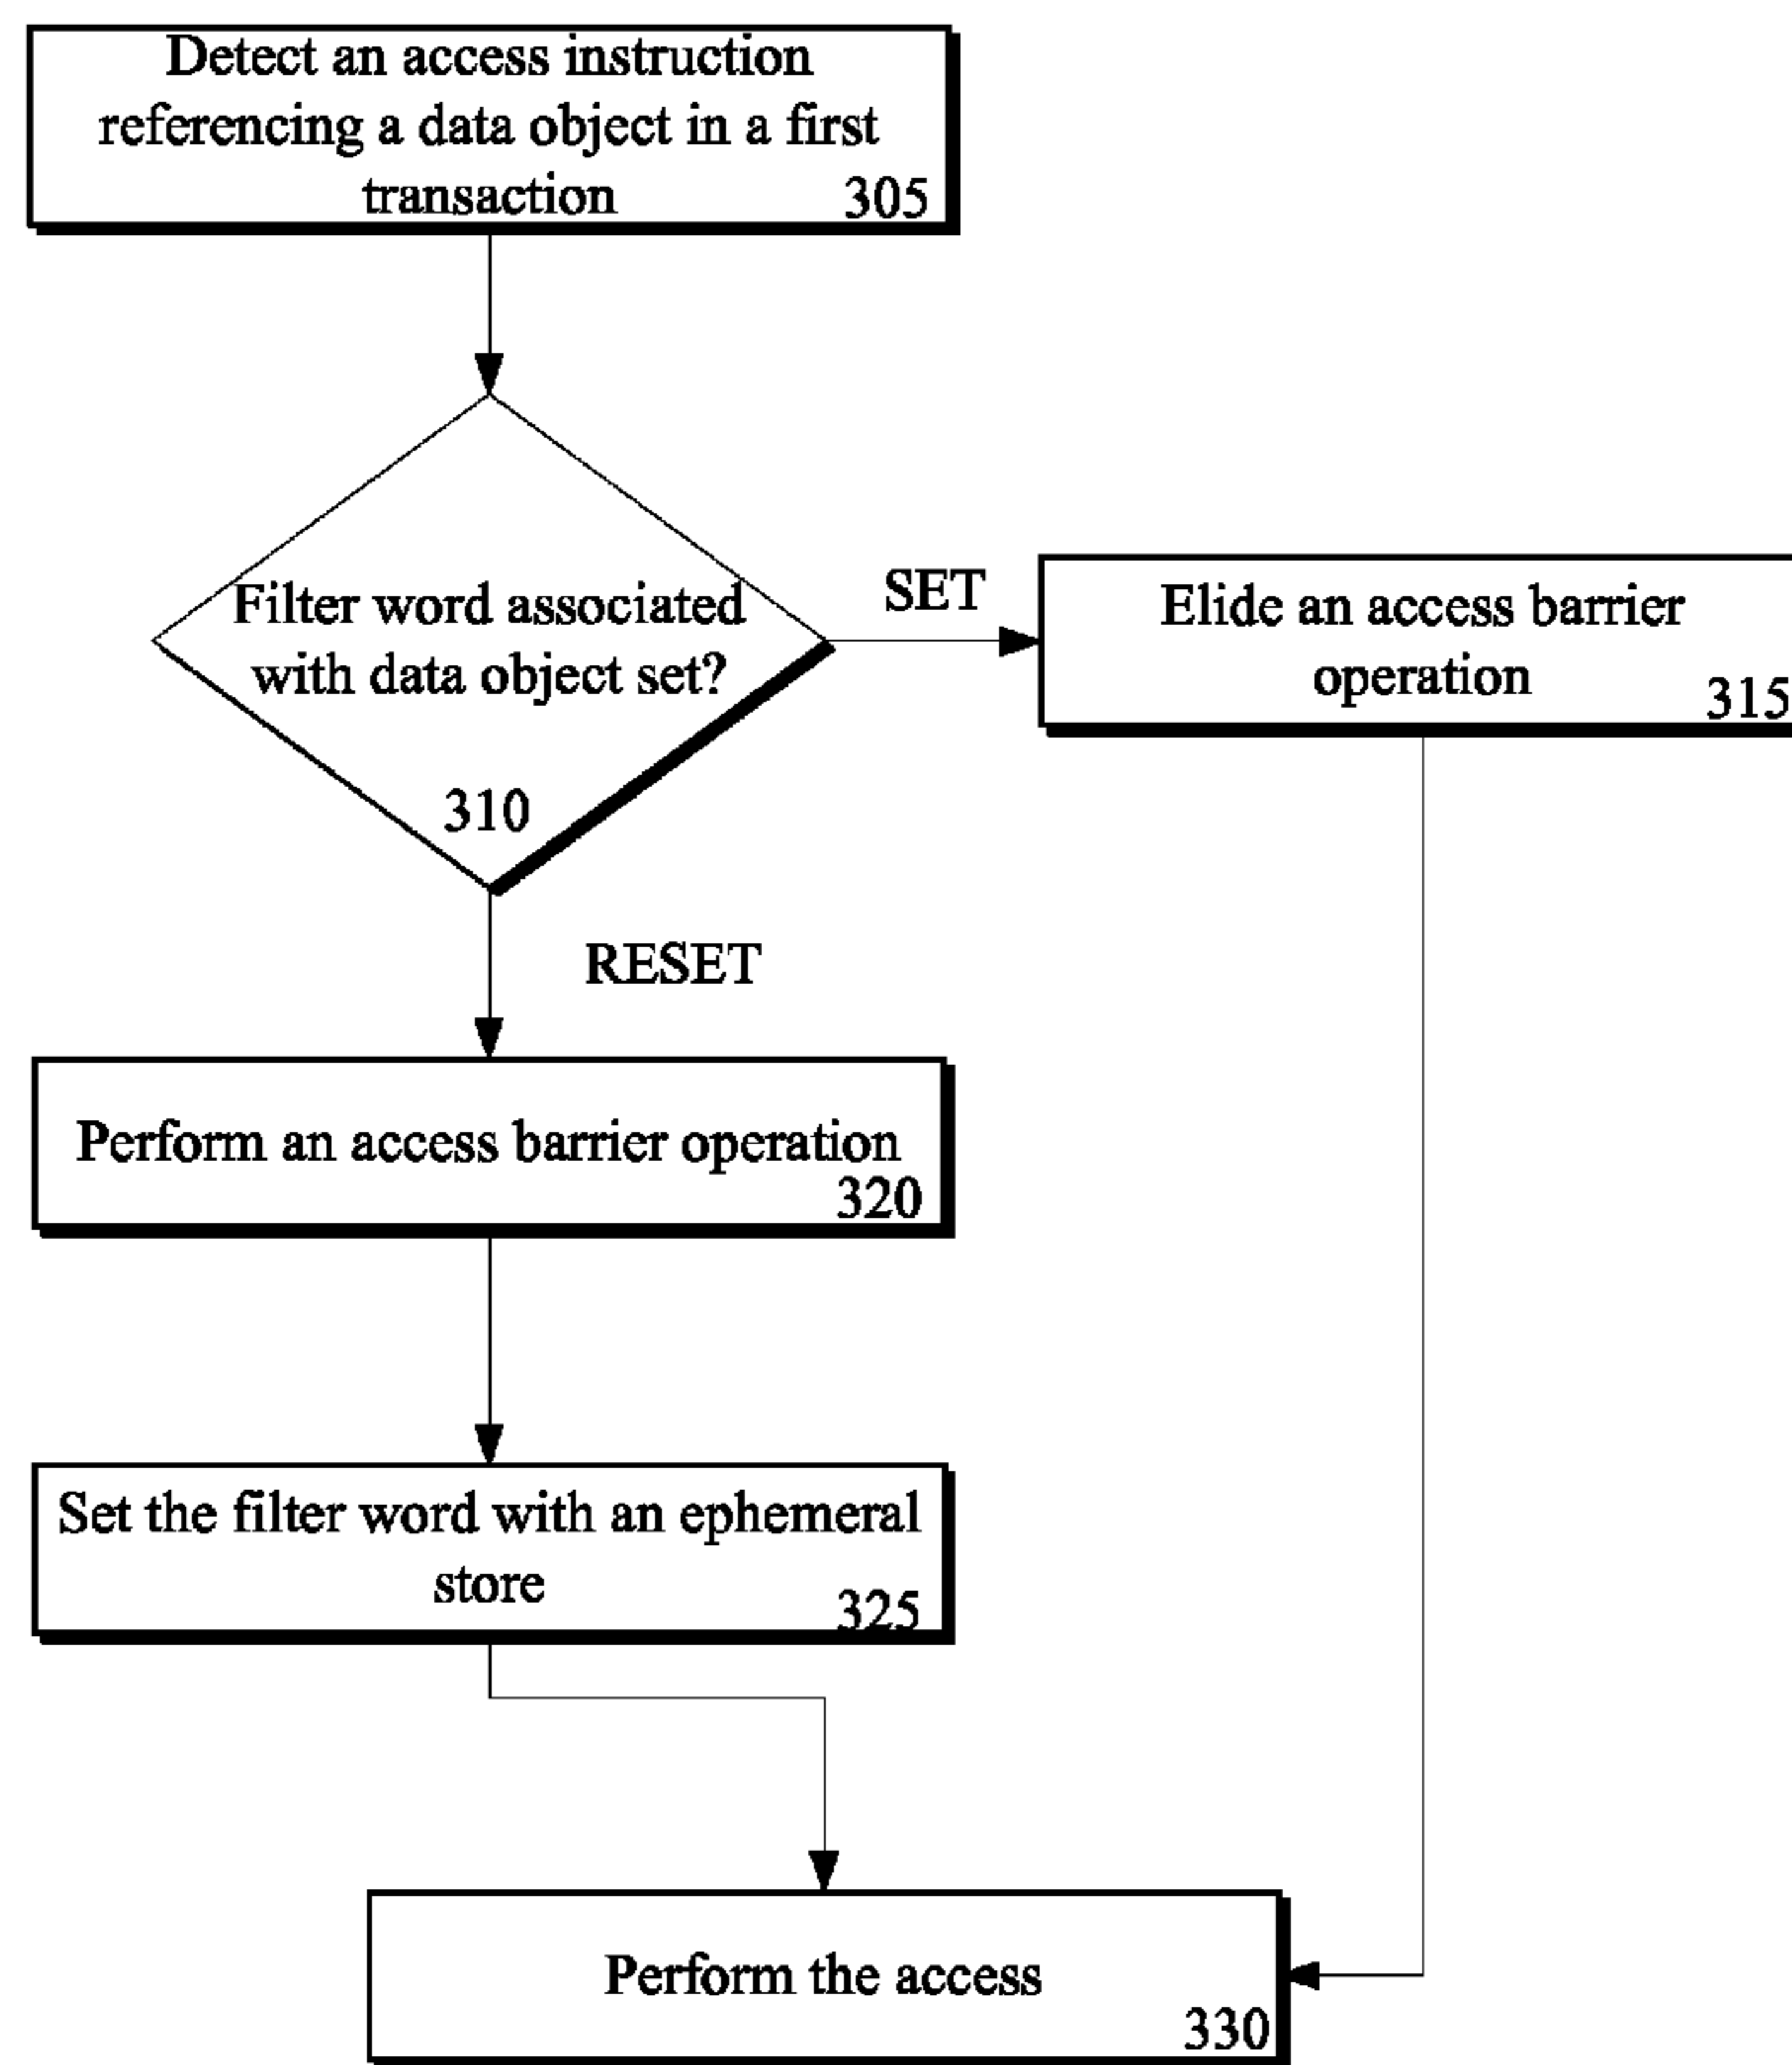 Detect an access instruction
referencing a data object in a first
transaction
305
Filter word associated
with data object set?
310
SET
Elide an access barrier
operation
315
RESET
Perform an access barrier operation
320
Set the filter word with an ephemeral
store
325
Perform the access
330